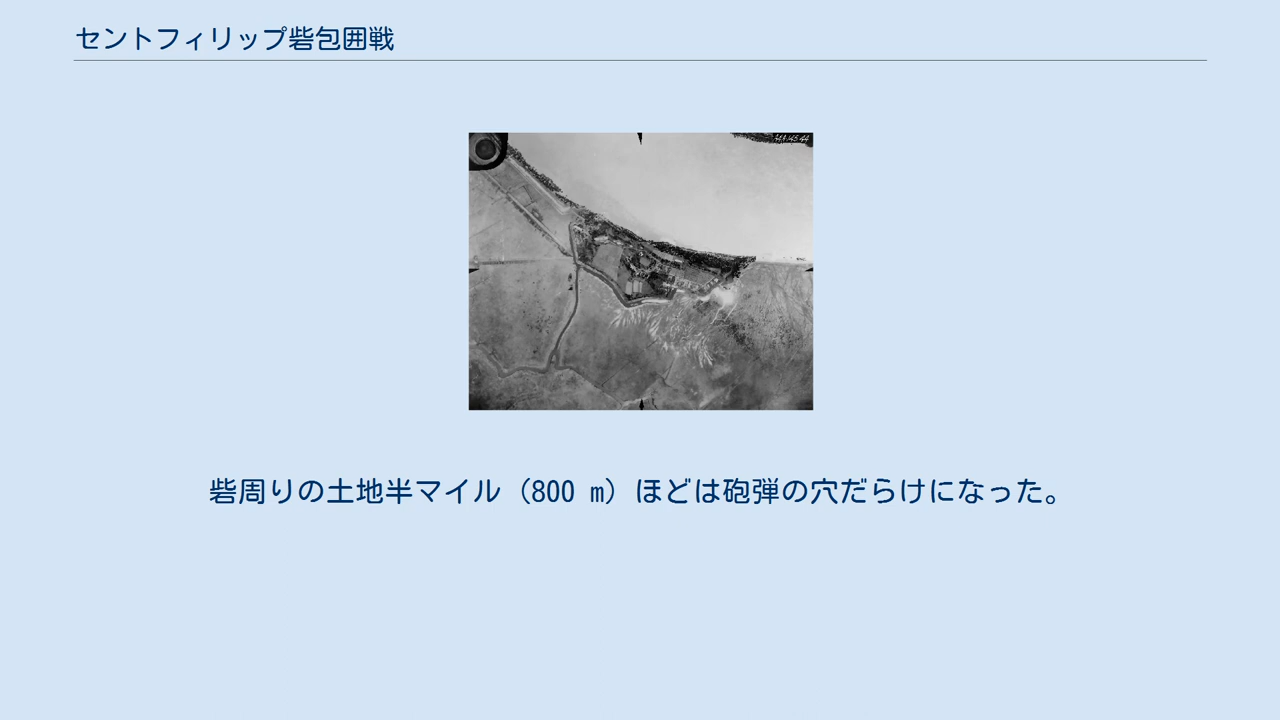 セントフィリップ砦包囲戦
砦周りの土地半マイル（800 m）ほどは砲弾の穴だらけになった。